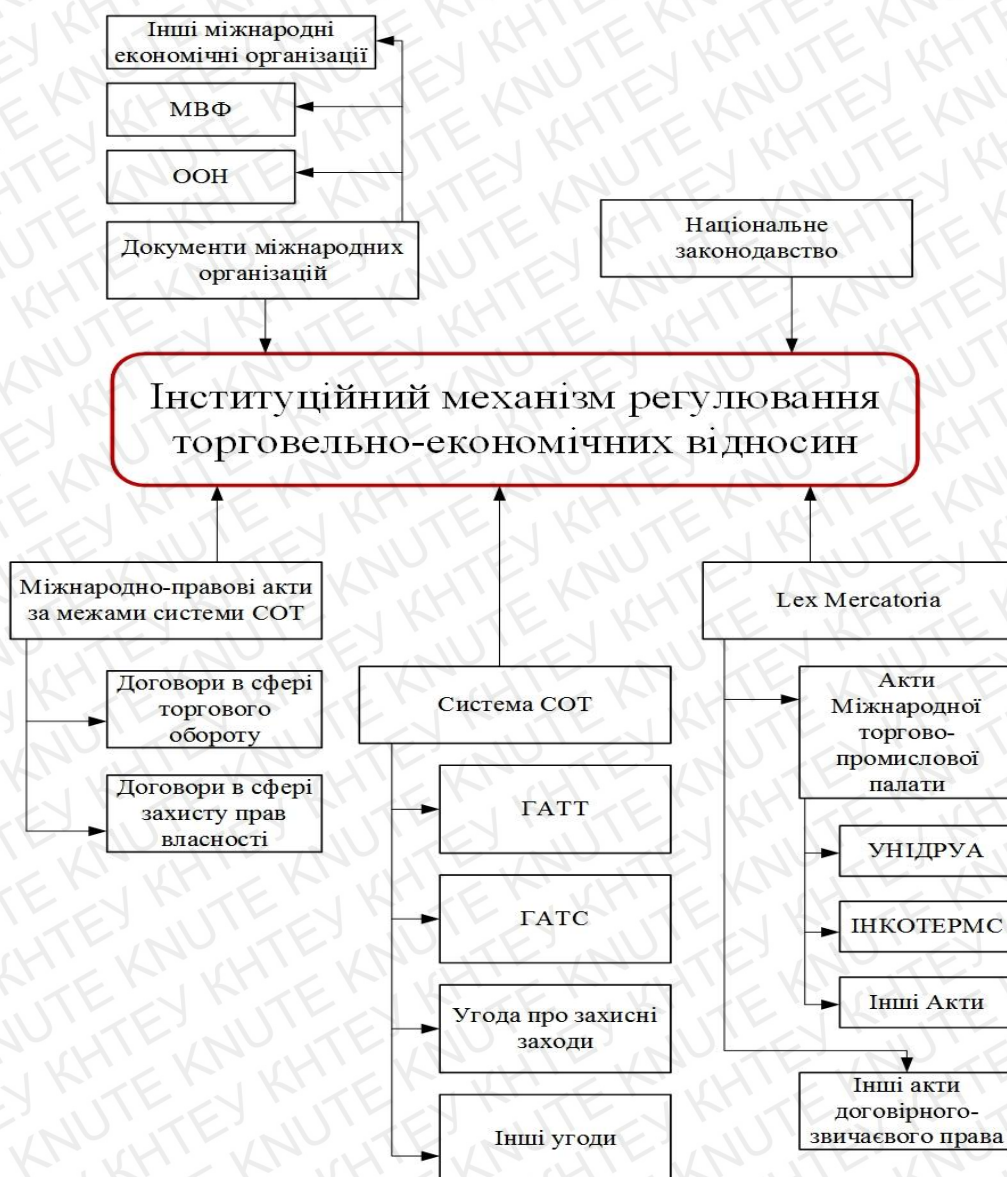 Інші міжнародні
економічні організації
МВФ
ООН
Документи міжнародних
організацій
Національне
законодавство
Інституційний механізм регулювання
торговельно-економічних відносин
Міжнародно-правові акти
за межами системи СОТ
Договори в сфері
торгового
обороту
Договори в сфері
захисту прав
власності
Система СОТ
ГАТТ
ГАТС
Угода про захисні
заходи
Інші угоди
Lex Mercatoria
Акти
Міжнародної
торгово-
промислової
палати
УНІДРУА
ІНКОТЕРМС
Інші Акти
Інші акти
договірного-
звичаєвого права
KNUTE КНТЕУ